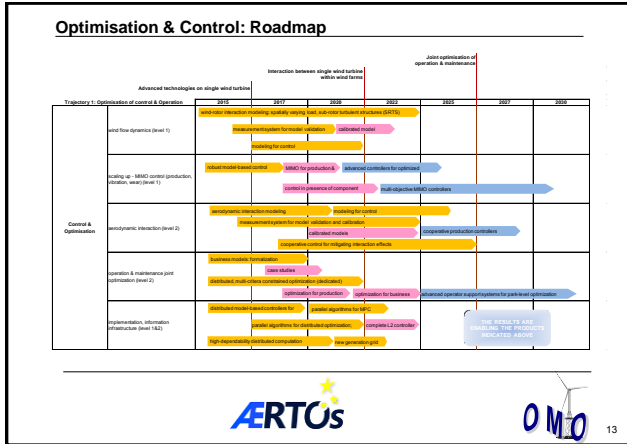 Optimisation & Control: Roadmap
Joint optimisation of
operation & maintenance
Interaction between single wind turbine
within wind farms
Advanced technologies on single wind turbine
Trajectory 1: Optimisation of control & Operation
2015
2017
2020
2022
2025
2027
2030
Control &
Optimisation
wind flow dynamics (level 1)
wind-rotor interaction modeling: spatially varying load, sub-rotor turbulent structures (SRTS)
measurement system for model validation
calibrated model
modeling for control
scaling up - MIMO control (production,
vibration, wear) (level 1)
robust model-based control
MIMO for production &
advanced controllers for optimized
control in presence of component
multi-objective MIMO controllers
aerodynamic interaction (level 2)
aerodynamic interaction modeling
modeling for control
measurement system for model validation and calibration
calibrated models
cooperative production controllers
cooperative control for mitigating interaction effects
operation & maintenance joint
optimization (level 2)
business models: formalization
case studies
distributed, multi-criteria constrained optimization (dedicated)
optimization for production
optimization for business
advanced operator support systems for park-level optimization
implementation, information
infrastructure (level 1&2)
distributed model-based controllers for
parallel algorithms for MPC
parallel algorithms for distributed optimization;
complete L2 controller
high-dependability distributed computation
new generation grid
THE RESULTS ARE
ENABLING THE PRODUCTS
INDICATED ABOVE
ÆRTOs
OMO
13